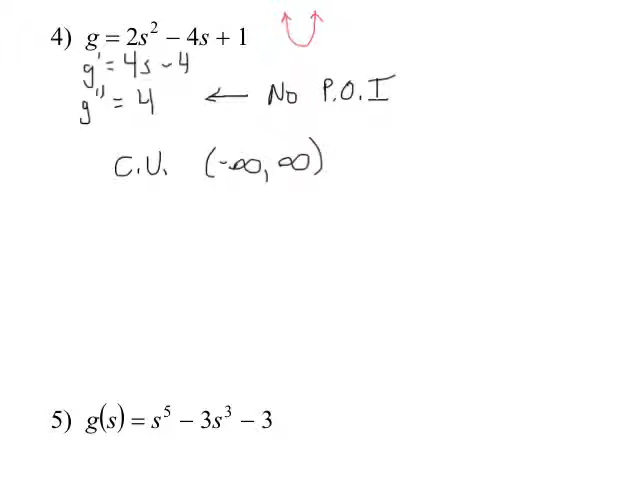 4) g = 2s² − 4s + 1
g' = 4s - 4
g'' = 4 ← No P.O.I
C.U. (-∞, ∞)
5) g(s) = s⁵ − 3s³ − 3